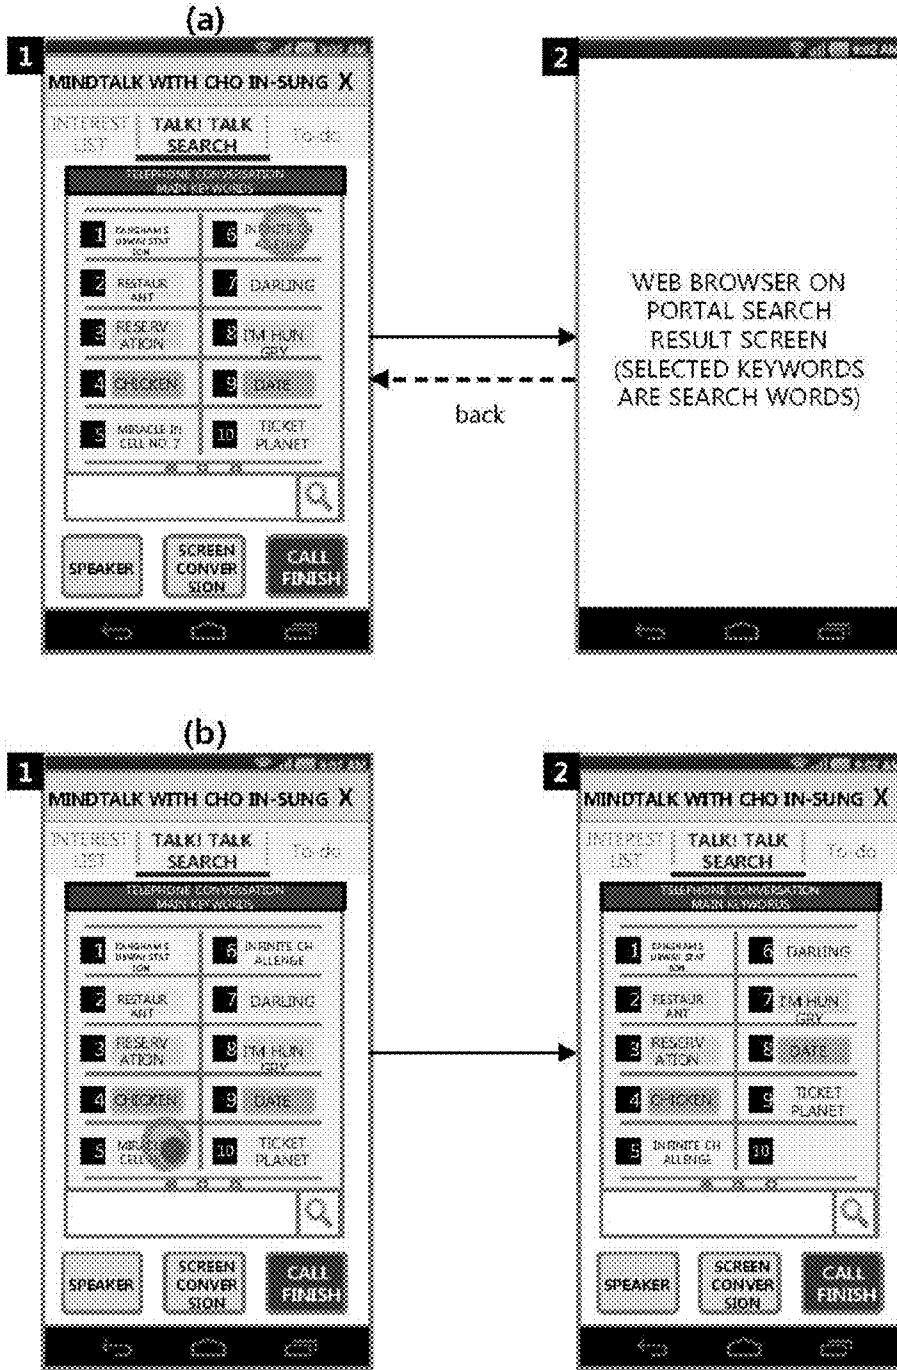 (a)
1
MINDTALK WITH CHO IN-SUNG X
INTEREST
LIST
TALK! TALK
SEARCH
To-do
TELEPHONE CONVERSATION
MAIN KEYWORDS
1
2 RESTAUR
ANT
3 RESERV
ATION
4 CHICKEN
5 MIRACLE IN
CELL NO. 7
6
7 DARLING
8 I'M HUN
GRY
9 DATE
10 TICKET
PLANET
SPEAKER
SCREEN
CONVER
SION
CALL
FINISH
back
2
WEB BROWSER ON
PORTAL SEARCH
RESULT SCREEN
(SELECTED KEYWORDS
ARE SEARCH WORDS)
(b)
1
MINDTALK WITH CHO IN-SUNG X
INTEREST
LIST
TALK! TALK
SEARCH
To-do
TELEPHONE CONVERSATION
MAIN KEYWORDS
1
2 RESTAUR
ANT
3 RESERV
ATION
4 CHICKEN
5
6 INFINITE CH
ALLENGE
7 DARLING
8 I'M HUN
GRY
9 DATE
10 TICKET
PLANET
SPEAKER
SCREEN
CONVER
SION
CALL
FINISH
2
MINDTALK WITH CHO IN-SUNG X
INTEREST
LIST
TALK! TALK
SEARCH
To-do
TELEPHONE CONVERSATION
MAIN KEYWORDS
1
2 RESTAUR
ANT
3 RESERV
ATION
4 CHICKEN
5 INFINITE CH
ALLENGE
6 DARLING
7 I'M HUN
GRY
8 DATE
9 TICKET
PLANET
10
SPEAKER
SCREEN
CONVER
SION
CALL
FINISH